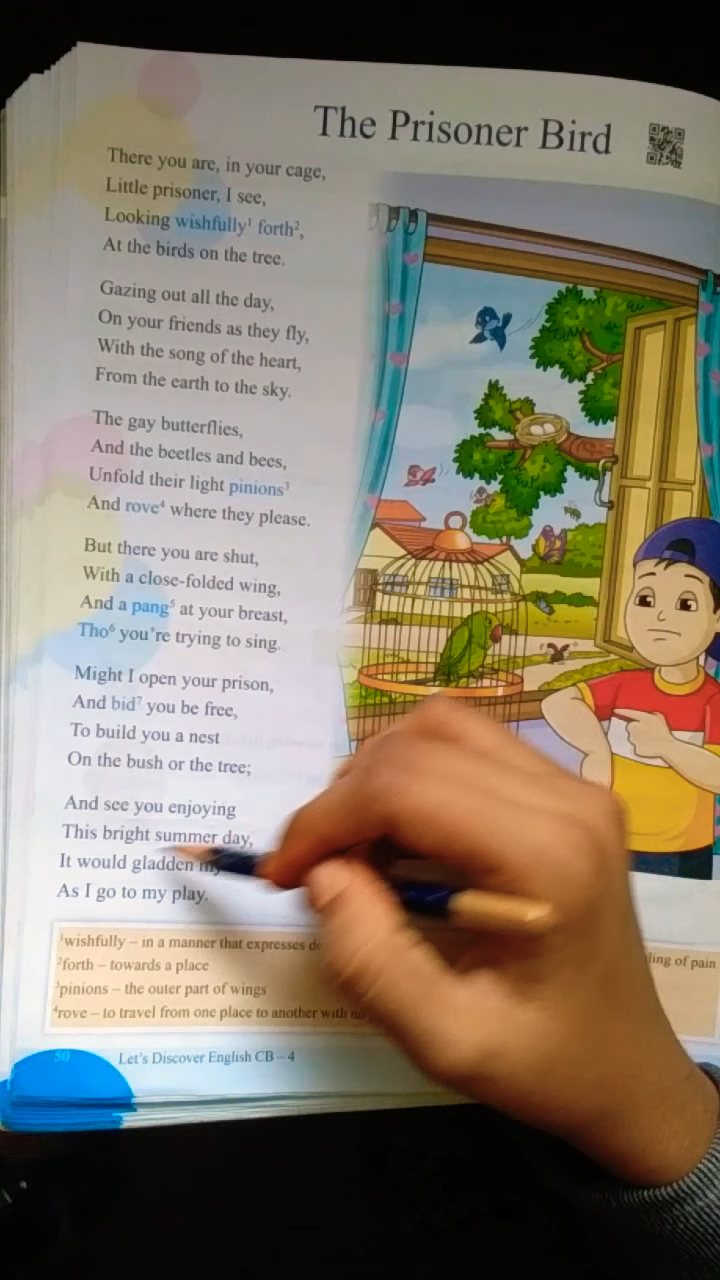 The Prisoner Bird
There you are, in your cage,
Little prisoner, I see,
Looking wishfully¹ forth²,
At the birds on the tree.
Gazing out all the day,
On your friends as they fly,
With the song of the heart,
From the earth to the sky.
The gay butterflies,
And the beetles and bees,
Unfold their light pinions³
And rove⁴ where they please.
But there you are shut,
With a close-folded wing,
And a pang⁵ at your breast,
Tho⁶ you're trying to sing.
Might I open your prison,
And bid⁷ you be free,
To build you a nest
On the bush or the tree;
And see you enjoying
This bright summer day,
It would gladden
As I go to my play.
¹wishfully – in a manner that expresses
²forth – towards a place
³pinions – the outer part of wings
⁴rove – to travel from one place to another with
of pain
50 Let's Discover English CB – 4